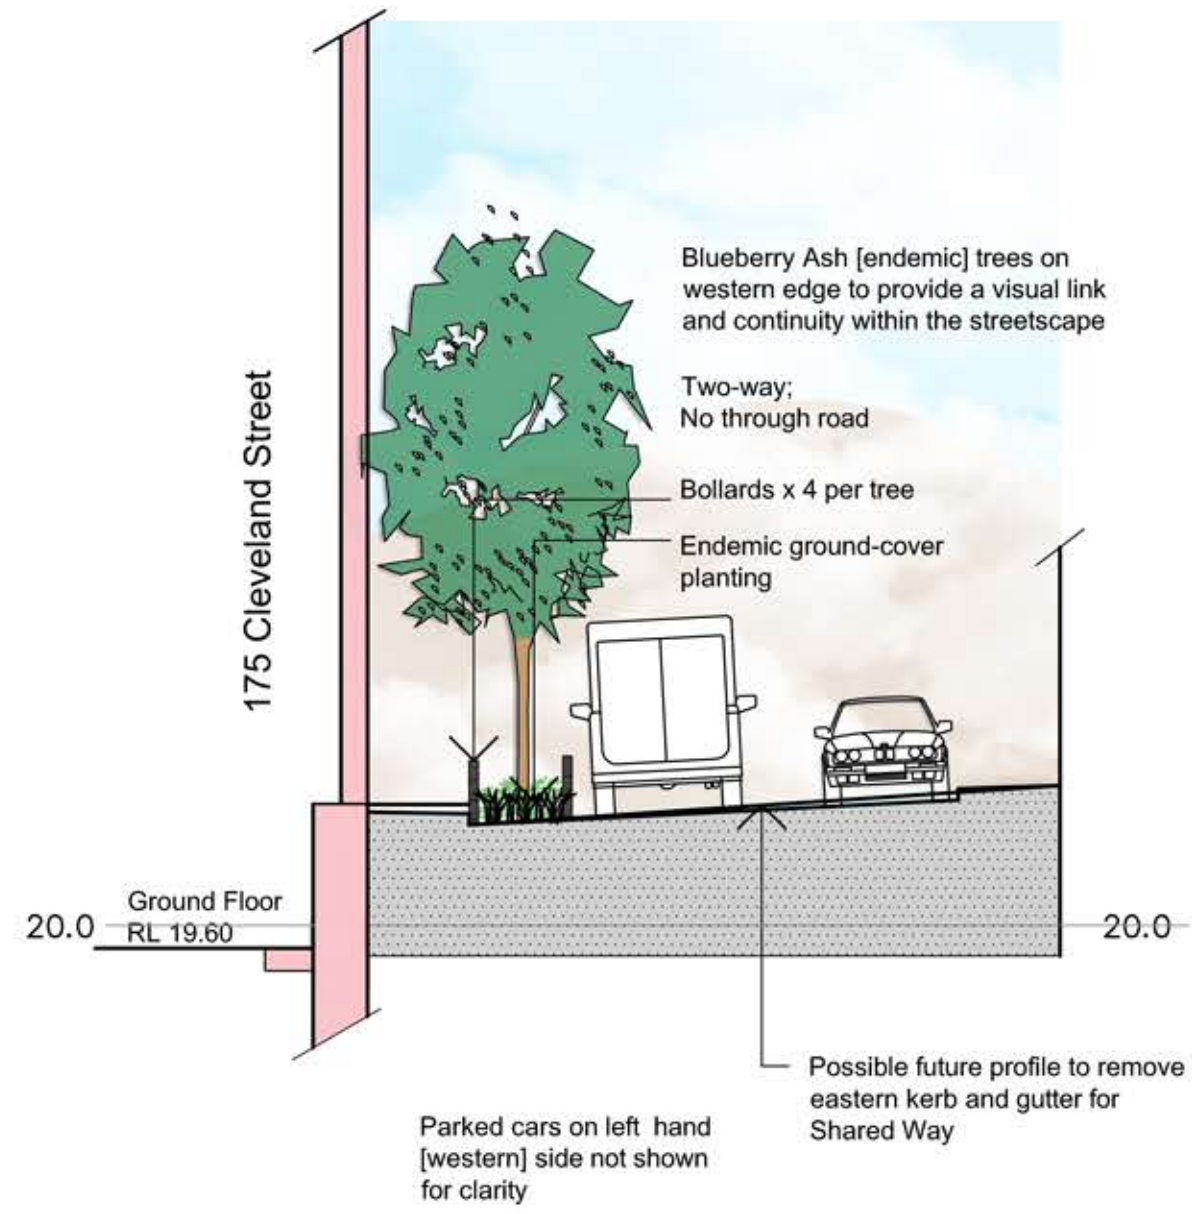 Blueberry Ash [endemic] trees on
western edge to provide a visual link
and continuity within the streetscape
Two-way;
No through road
175 Cleveland Street
Bollards x 4 per tree
Endemic ground-cover
planting
Ground Floor
20.0
RL 19.60
20.0
Possible future profile to remove
eastern kerb and gutter for
Shared Way
Parked cars on left hand
[western] side not shown
for clarity